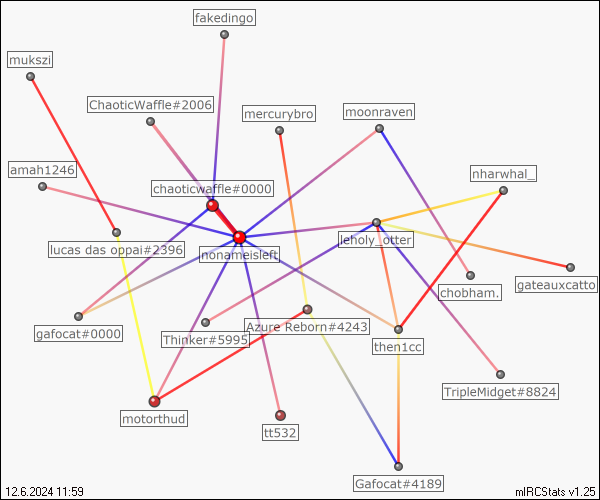 fakedingo
mukszi
ChaoticWaffle#2006
mercurybro
moonraven
amah1246
nharwhal_
chaoticwaffle#0000
lucas das oppai#2396
nonameisleft
leholy_otter
chobham.
gateauxcatto
gafocat#0000
Thinker#5995
Azure Reborn#4243
then1cc
TripleMidget#8824
motorthud
tt532
Gafocat#4189
12.6.2024 11:59
mIRCStats v1.25